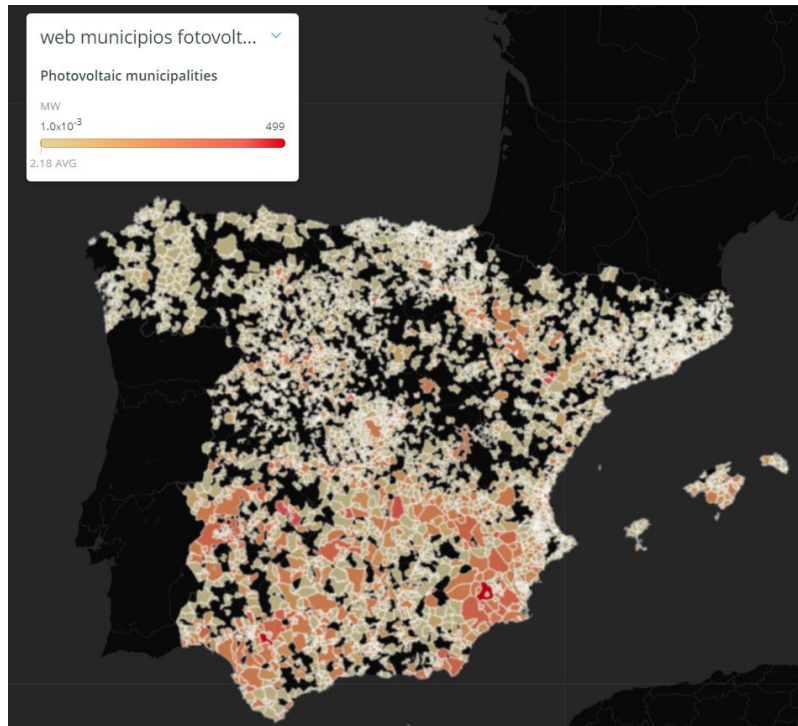 web municipios fotovolt...
Photovoltaic municipalities
MW
1.0x10-3 499
2.18 AVG